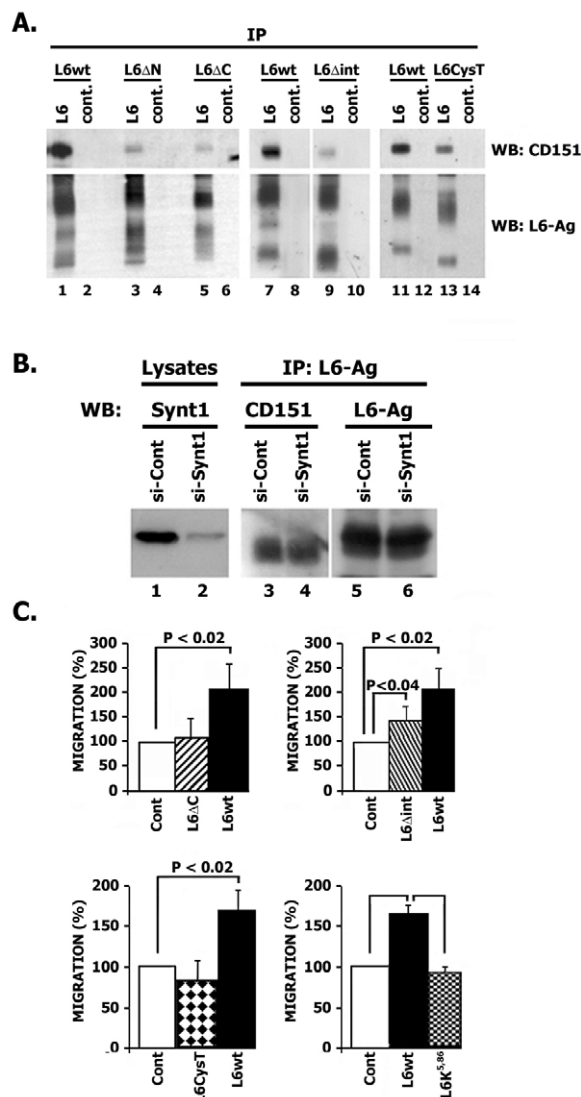 A.
IP
L6wt L6ΔN L6ΔC L6wt L6Δint L6wt L6CysT
L6 cont. L6 cont. L6 cont. L6 cont. L6 cont. L6 cont. L6 cont.
WB: CD151
WB: L6-Ag
1 2 3 4 5 6 7 8 9 10 11 12 13 14
B.
Lysates IP: L6-Ag
WB: Synt1 CD151 L6-Ag
si-Cont si-Synt1 si-Cont si-Synt1 si-Cont si-Synt1
1 2 3 4 5 6
C.
P < 0.02
MIGRATION (%)
300
250
200
150
100
50
0
Cont L6ΔC L6wt
P < 0.02
P<0.04
MIGRATION (%)
300
250
200
150
100
50
0
Cont L6Δint L6wt
P < 0.02
MIGRATION (%)
200
150
100
50
0
Cont L6CysT L6wt
MIGRATION (%)
200
150
100
50
0
Cont L6wt L6K5,86